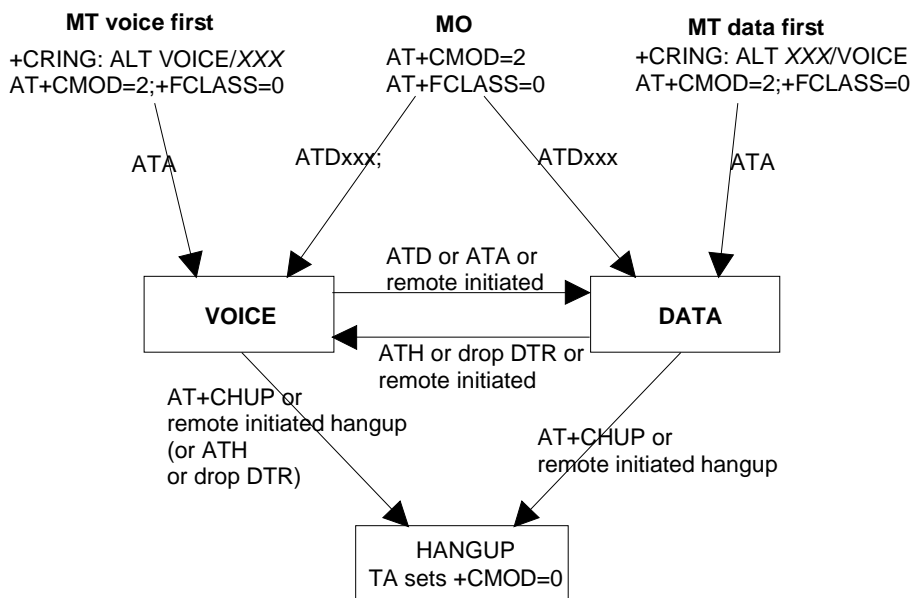 MT voice first
+CRING: ALT VOICE/XXX
AT+CMOD=2;+FCLASS=0
MO
AT+CMOD=2
AT+FCLASS=0
MT data first
+CRING: ALT XXX/VOICE
AT+CMOD=2;+FCLASS=0
ATA
ATDxxx;
ATDxxx
ATA
ATD or ATA or
remote initiated
VOICE
DATA
ATH or drop DTR or
remote initiated
AT+CHUP or
remote initiated hangup
(or ATH
or drop DTR)
AT+CHUP or
remote initiated hangup
HANGUP
TA sets +CMOD=0